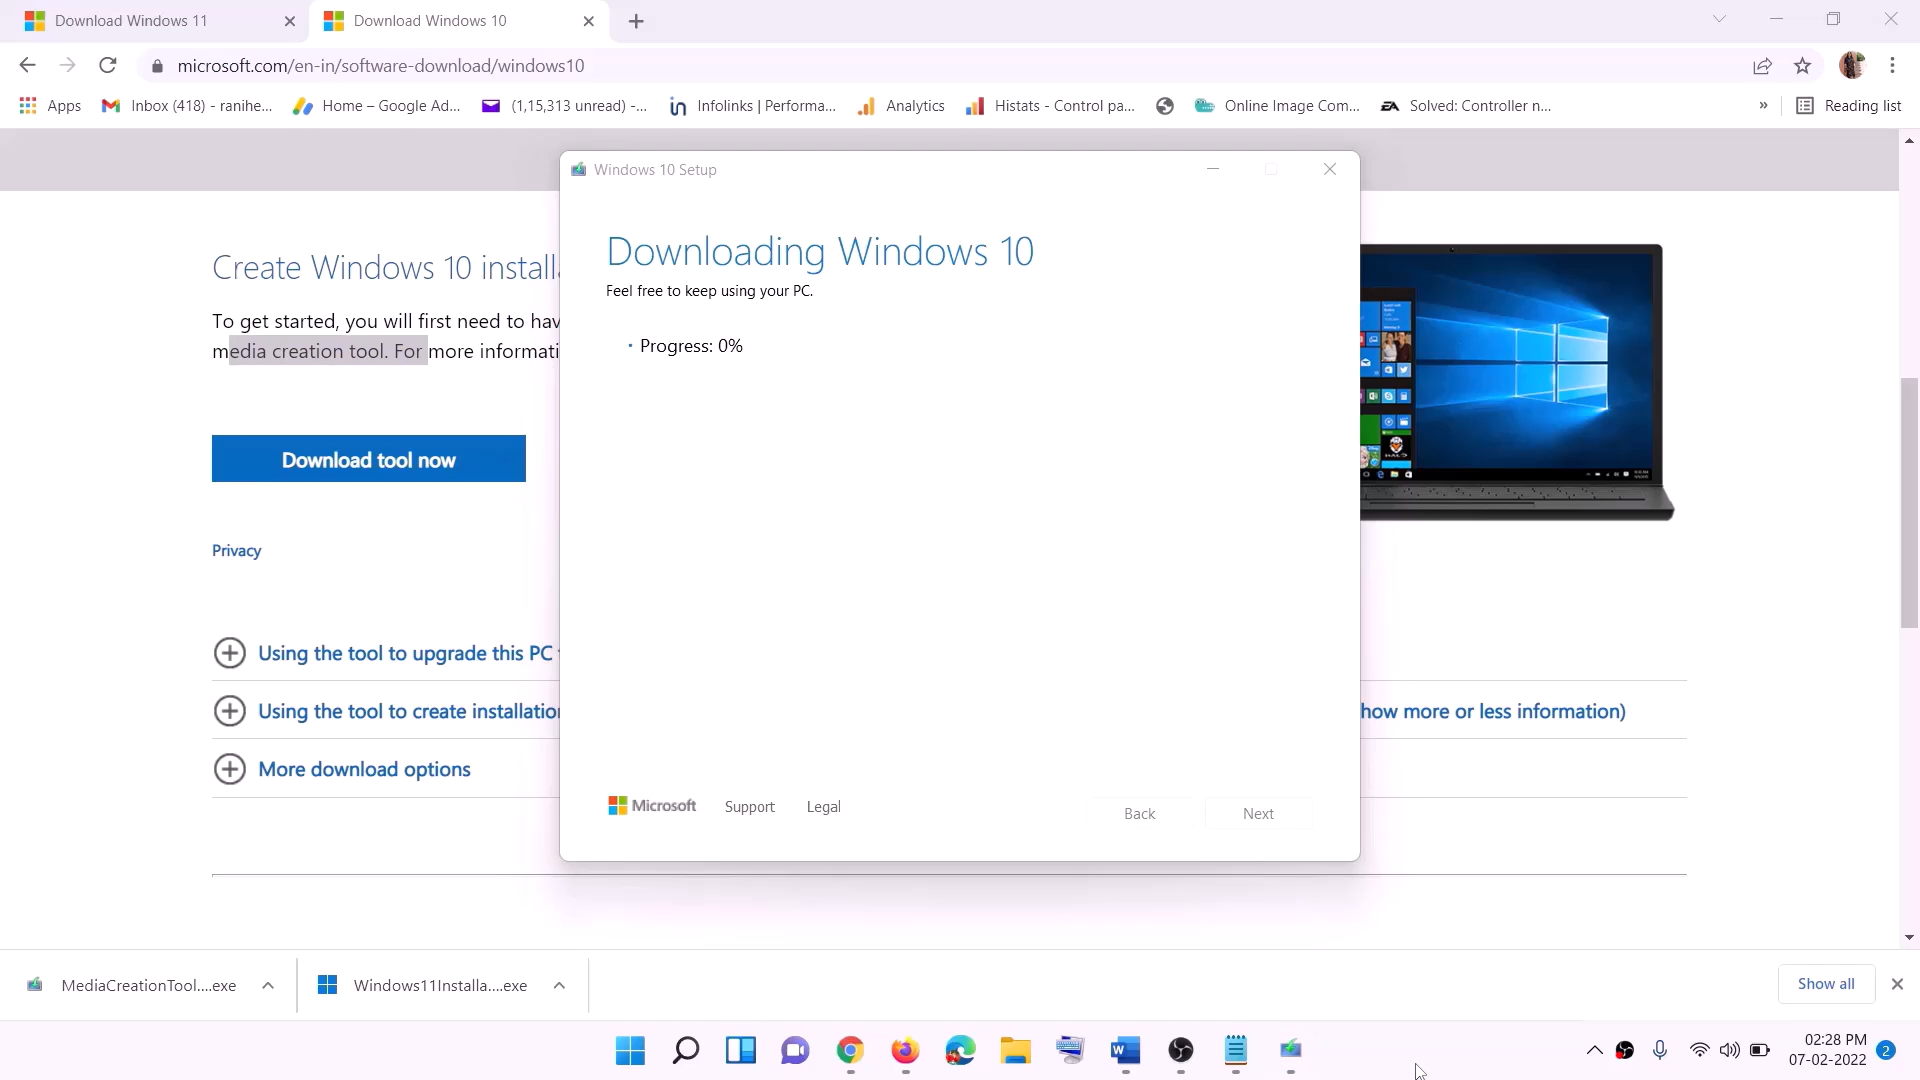 Download Windows 11
Download Windows 10
microsoft.com/en-in/software-download/windows10
Apps
Inbox (418) - ranihe...
Home – Google Ad...
(1,15,313 unread) -...
Infolinks | Performa...
Analytics
Histats - Control pa...
Online Image Com...
Solved: Controller n...
»
Reading list
Windows 10 Setup
Downloading Windows 10
Feel free to keep using your PC.
• Progress: 0%
Microsoft
Support
Legal
Back
Next
Create Windows 10 install
To get started, you will first need to hav
media creation tool. For more informati
Download tool now
Privacy
Using the tool to upgrade this PC
Using the tool to create installation
how more or less information)
More download options
HALO
MediaCreationTool....exe
Windows11Installa....exe
Show all
02:28 PM
07-02-2022
2